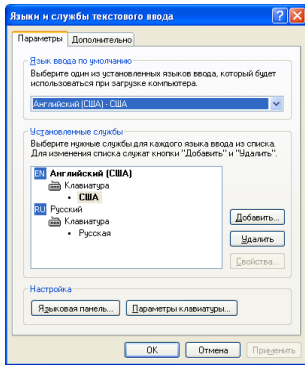 Языки и службы текстового ввода
Параметры Дополнительно
Язык ввода по умолчанию
Выберите один из установленных языков ввода, который будет
использоваться при загрузке компьютера.
Английский (США) - США
Установленные службы
Выберите нужные службы для каждого языка ввода из списка.
Для изменения списка служат кнопки "Добавить" и "Удалить".
EN Английский (США)
Клавиатура
• США
RU Русский
Клавиатура
• Русская
Добавить...
Удалить
Свойства...
Настройка
Языковая панель... Параметры клавиатуры...
OK Отмена Применить